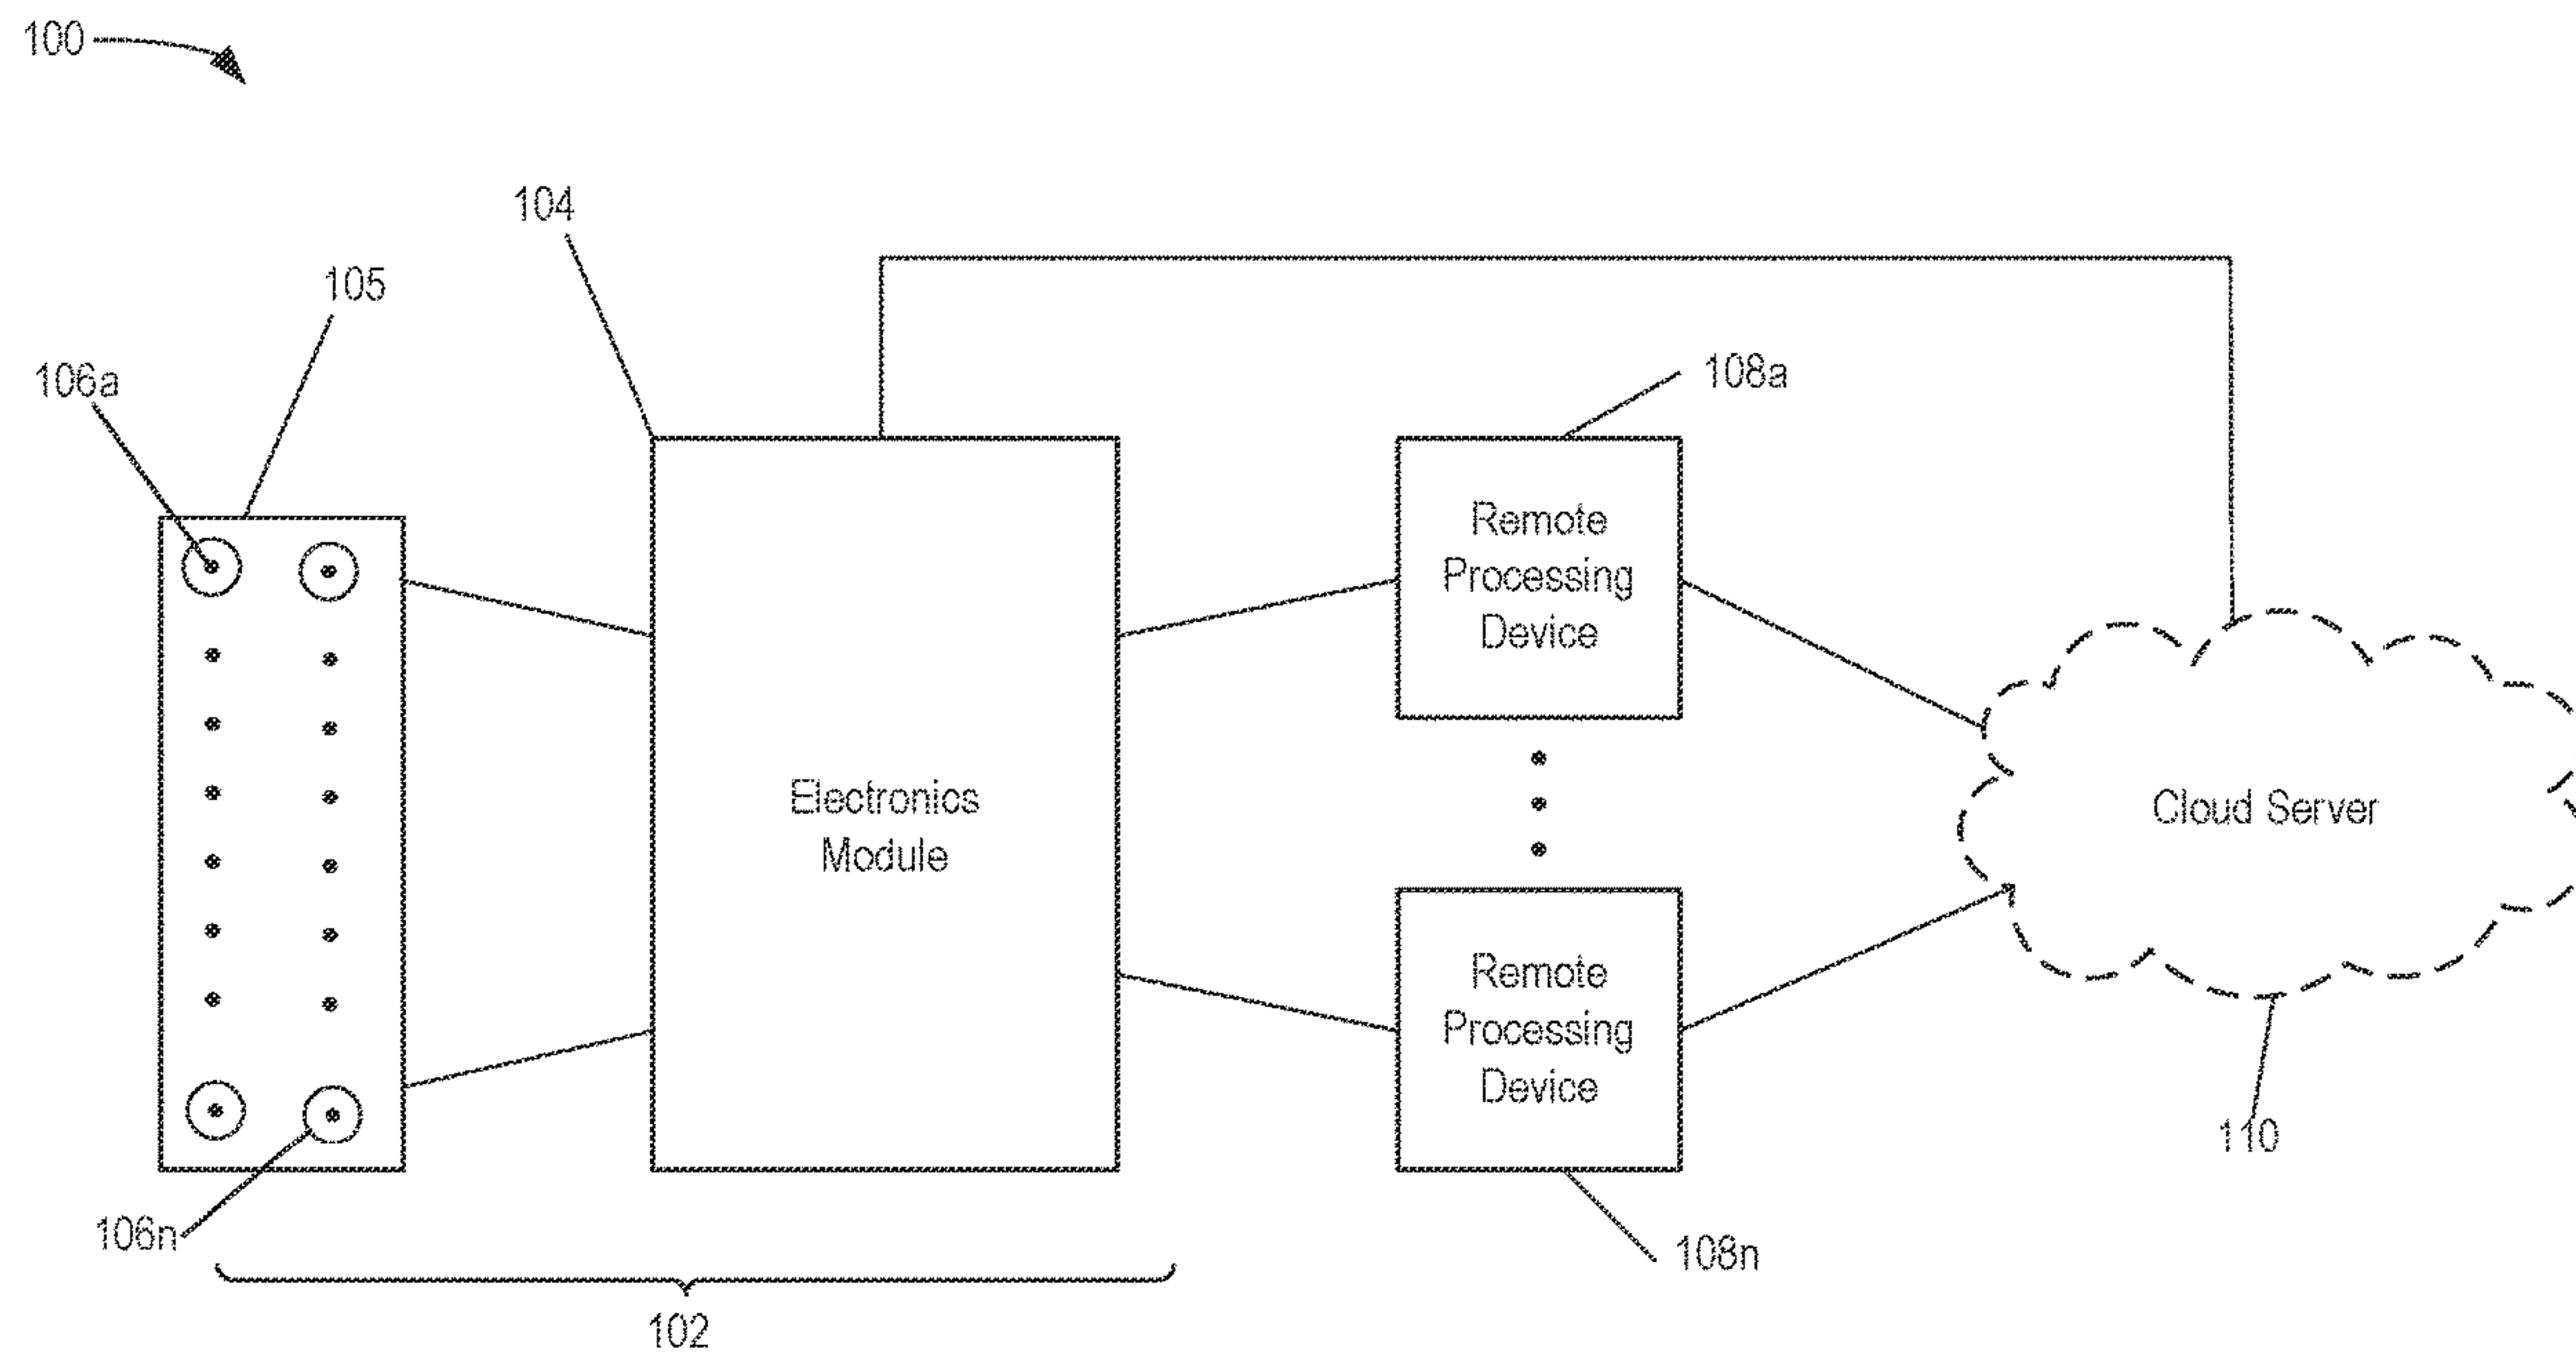 100
104
105
106a
108a
Remote
Processing
Device
Electronics
Module
Cloud Server
Remote
Processing
Device
110
106n
108n
102